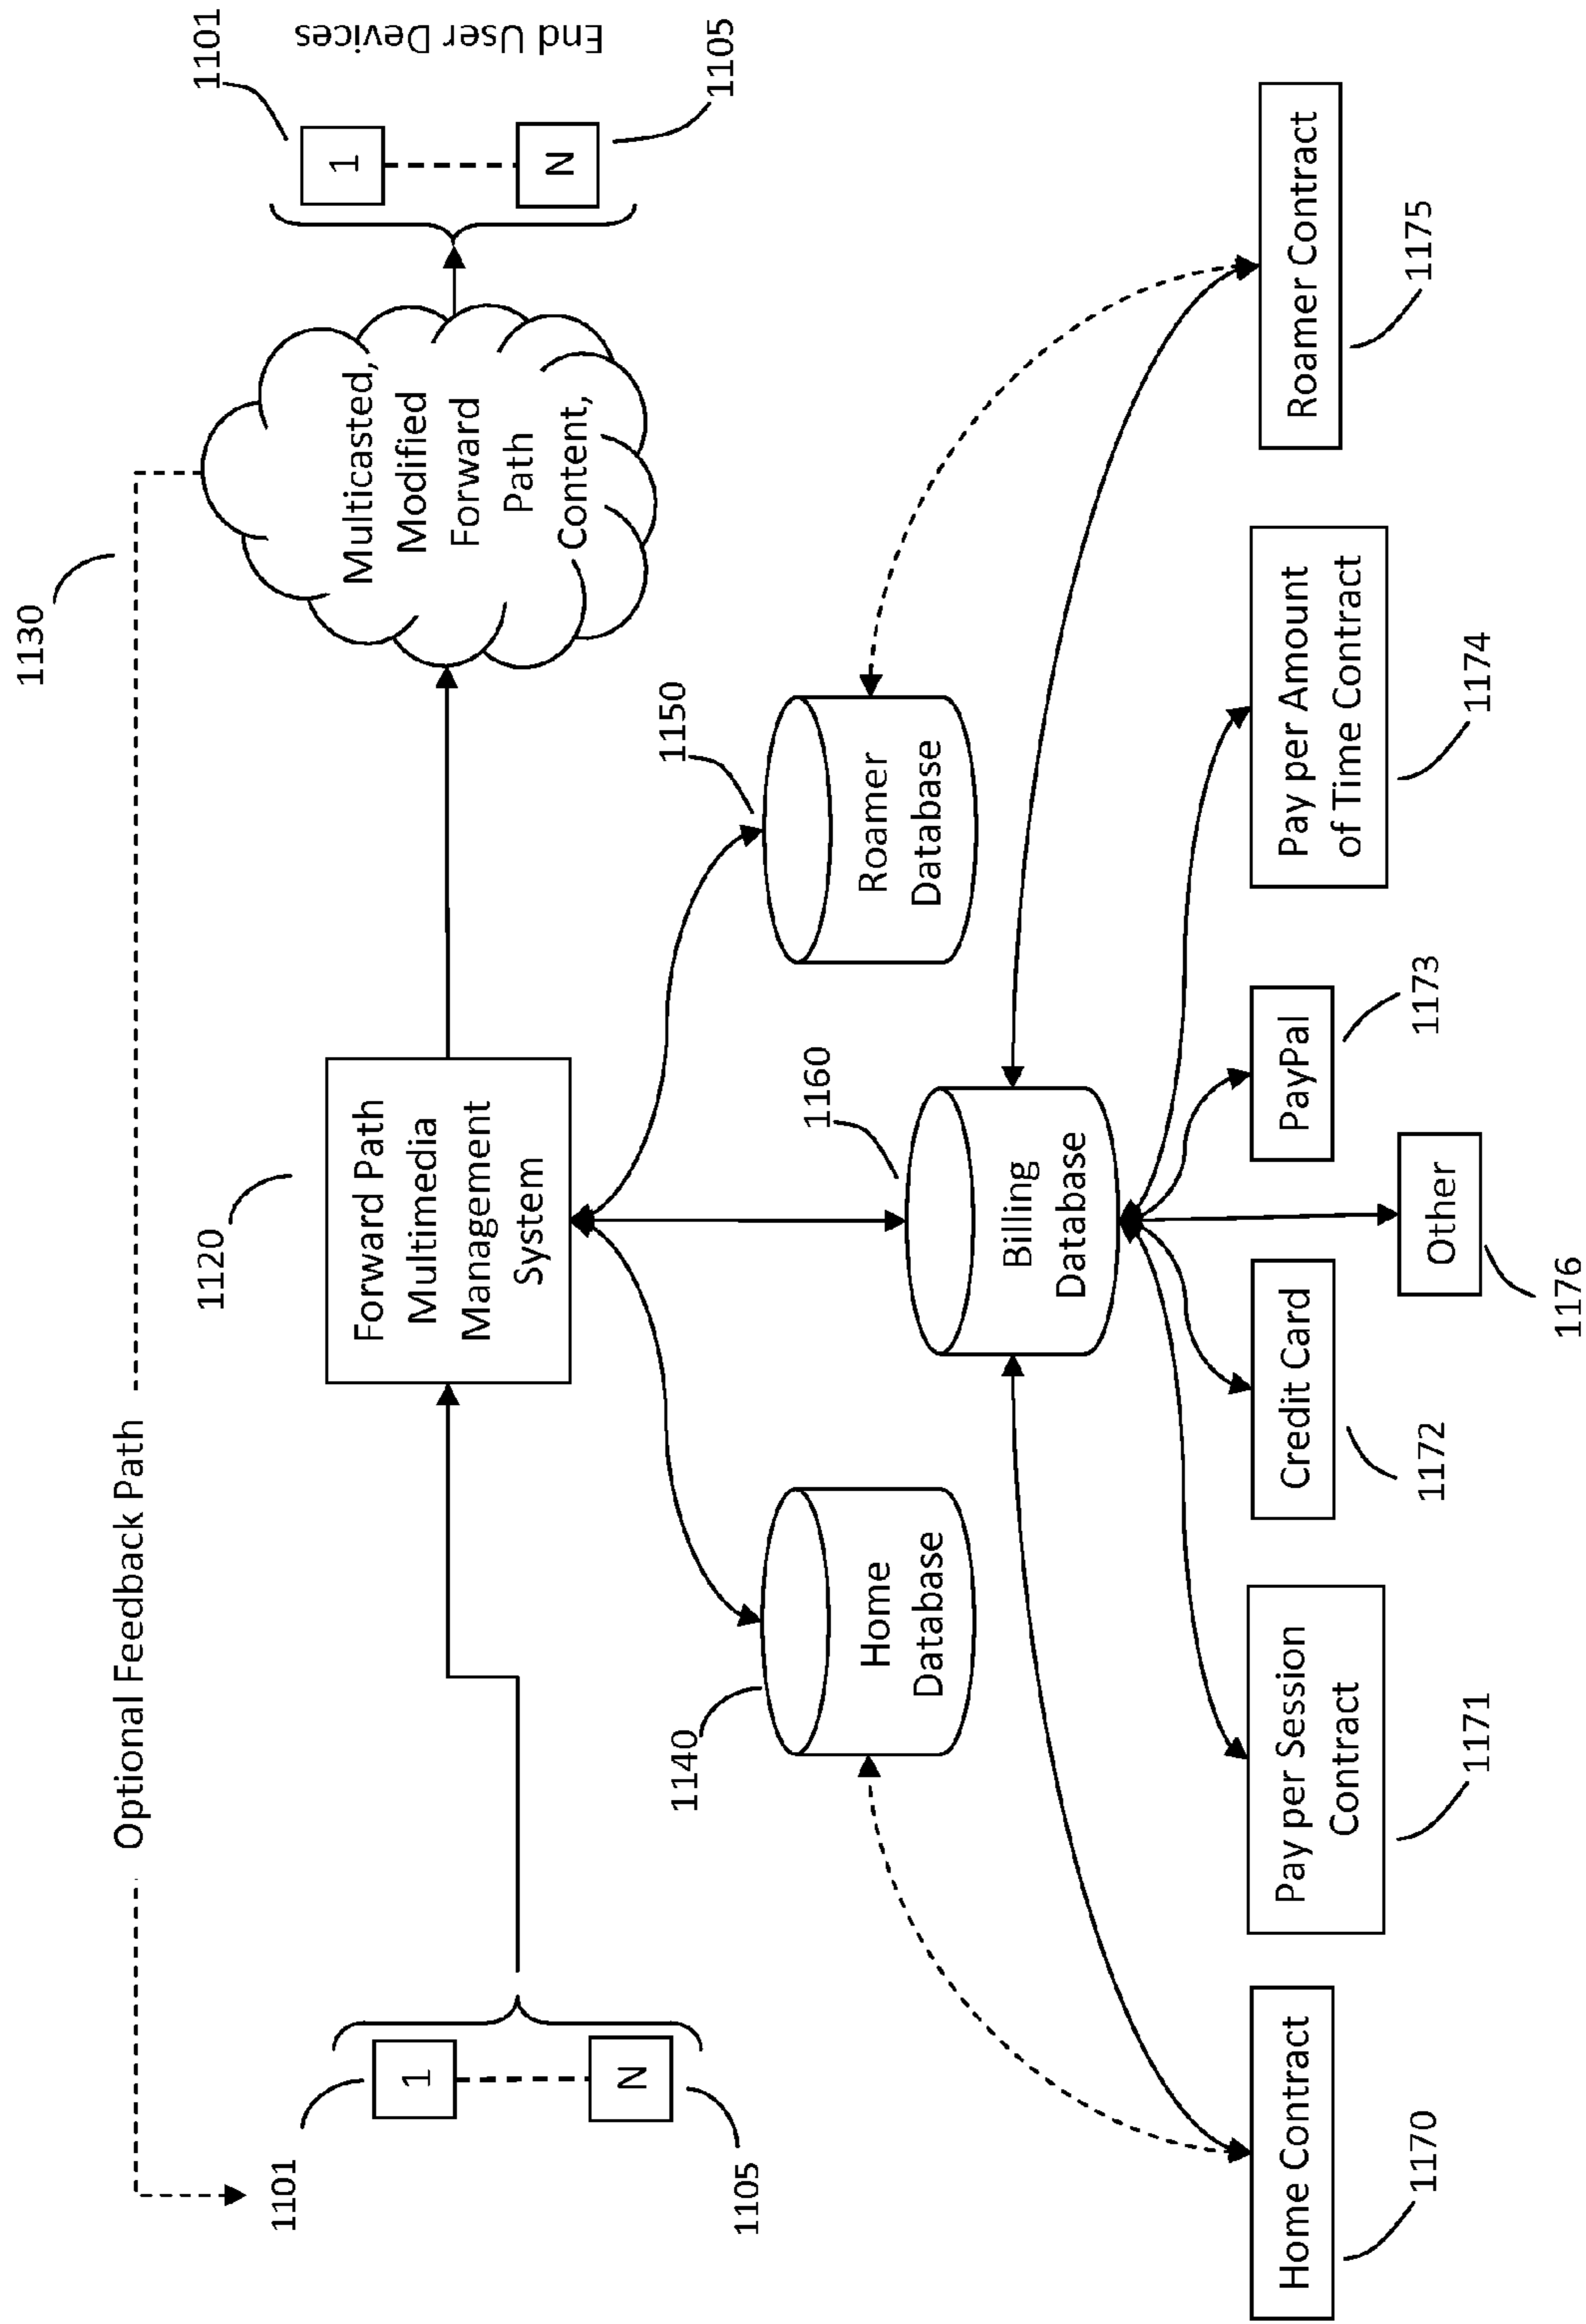 Optional Feedback Path
1130
1101
1
N
1105
1120
Forward Path
Multimedia
Management
System
Multicasted,
Modified
Forward
Path
Content,
1101
1
N
1105
End User Devices
1140
Home
Database
1160
Billing
Database
1150
Roamer
Database
Home Contract
1170
Pay per Session
Contract
1171
Credit Card
1172
Other
1176
PayPal
1173
Pay per Amount
of Time Contract
1174
Roamer Contract
1175